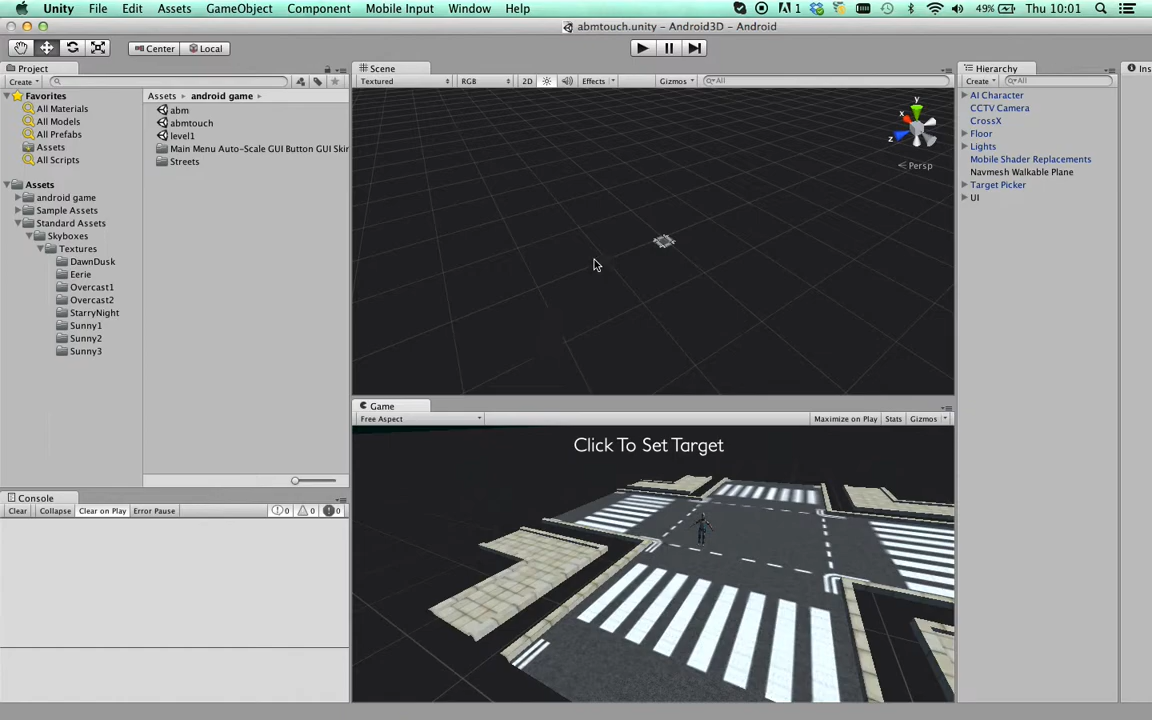 Unity File Edit Assets GameObject Component Mobile Input Window Help
1 49% Thu 10:01
abmtouch.unity – Android3D – Android
Center Local
Project
Create All
Favorites
All Materials
All Models
All Prefabs
Assets
All Scripts
Assets
android game
Sample Assets
Standard Assets
Skyboxes
Textures
DawnDusk
Eerie
Overcast1
Overcast2
StarryNight
Sunny1
Sunny2
Sunny3
Assets android game
abm
abmtouch
level1
Main Menu Auto-Scale GUI Button GUI Skin
Streets
Console
Clear Collapse Clear on Play Error Pause 0 0 0
Scene
Textured RGB 2D Effects Gizmos All
y
x
z
Persp
Game
Free Aspect Maximize on Play Stats Gizmos
Click To Set Target
Hierarchy
Create All
AI Character
CCTV Camera
CrossX
Floor
Lights
Mobile Shader Replacements
Navmesh Walkable Plane
Target Picker
UI
Ins